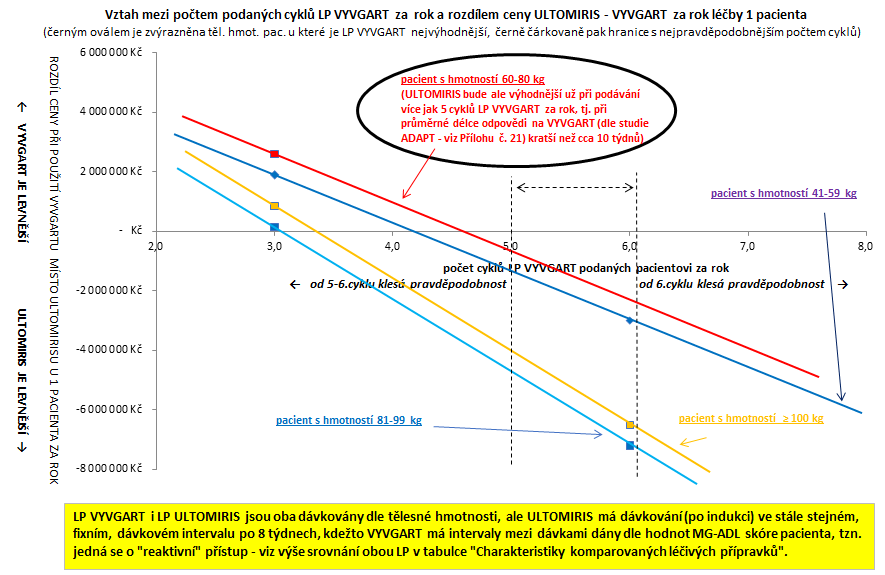 Vztah mezi počtem podaných cyklů LP VYVGART za rok a rozdílem ceny ULTOMIRIS - VYVGART za rok léčby 1 pacienta
(černým oválem je zvýrazněna těl. hmot. pac. u které je LP VYVGART nejvýhodnější, černě čárkovaně pak hranice s nejpravděpodobnějším počtem cyklů)
ROZDÍL CENY PŘI POUŽITÍ VYVGARTU MÍSTO ULTOMIRISU U 1 PACIENTA ZA ROK
← VYVGART JE LEVNĚJŠÍ
ULTOMIRIS JE LEVNĚJŠÍ →
6 000 000 Kč
4 000 000 Kč
2 000 000 Kč
- Kč
-2 000 000 Kč
-4 000 000 Kč
-6 000 000 Kč
-8 000 000 Kč
pacient s hmotností 60-80 kg
(ULTOMIRIS bude ale výhodnější už při podávání
více jak 5 cyklů LP VYVGART za rok, tj. při
průměrné délce odpovědi na VYVGART (dle studie
ADAPT - viz Přílohu č. 21) kratší než cca 10 týdnů)
pacient s hmotností 41-59 kg
2,0 3,0 4,0 5,0 6,0 7,0 8,0
počet cyklů LP VYVGART podaných pacientovi za rok
← od 5-6.cyklu klesá pravděpodobnost
od 6.cyklu klesá pravděpodobnost →
pacient s hmotností 81-99 kg
pacient s hmotností ≥ 100 kg
LP VYVGART i LP ULTOMIRIS jsou oba dávkovány dle tělesné hmotnosti, ale ULTOMIRIS má dávkování (po indukci) ve stále stejném,
fixním, dávkovém intervalu po 8 týdnech, kdežto VYVGART má intervaly mezi dávkami dány dle hodnot MG-ADL skóre pacienta, tzn.
jedná se o "reaktivní" přístup - viz výše srovnání obou LP v tabulce "Charakteristiky komparovaných léčivých přípravků".